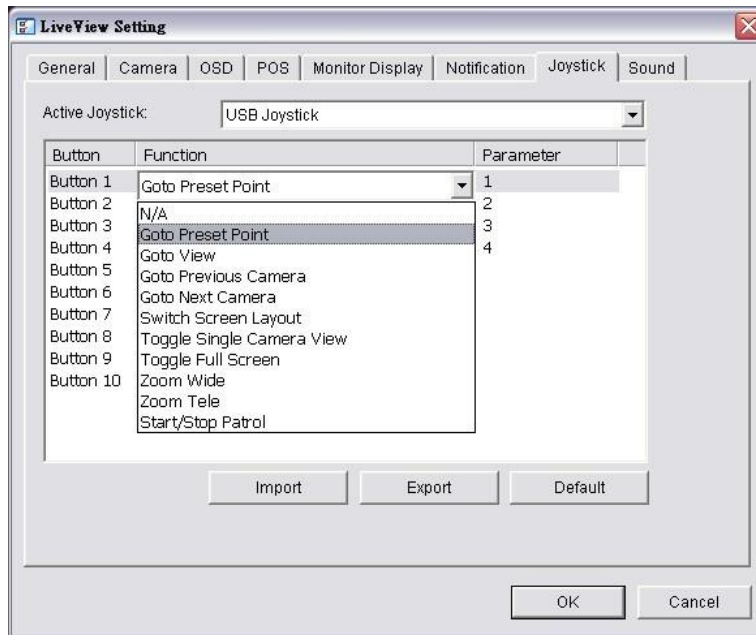 LiveView Setting
General Camera OSD POS Monitor Display Notification Joystick Sound
Active Joystick: USB Joystick
Button Function Parameter
Button 1 Goto Preset Point 1
Button 2 N/A 2
Button 3 Goto Preset Point 3
Button 4 Goto View 4
Button 5 Goto Previous Camera
Button 6 Goto Next Camera
Button 7 Switch Screen Layout
Button 8 Toggle Single Camera View
Button 9 Toggle Full Screen
Button 10 Zoom Wide
Zoom Tele
Start/Stop Patrol
Import Export Default
OK Cancel